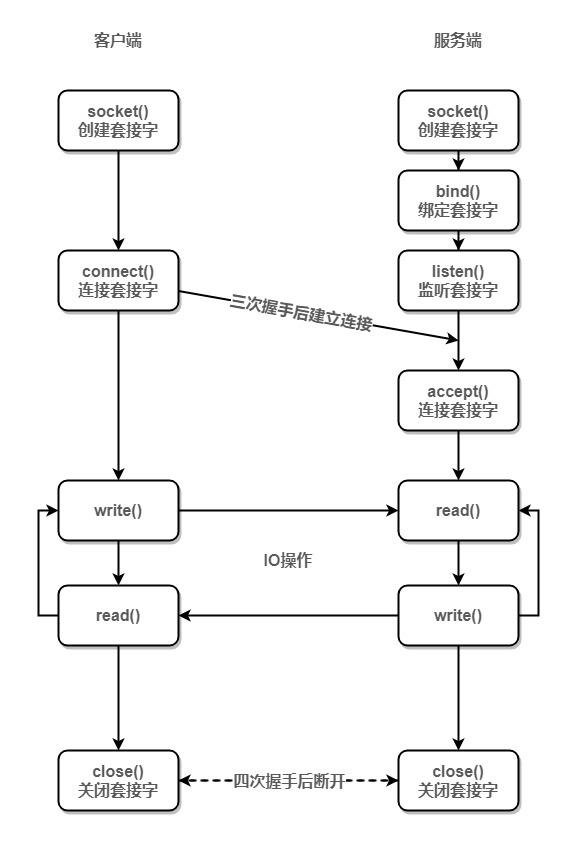 客户端
服务端
socket()
创建套接字
socket()
创建套接字
bind()
绑定套接字
connect()
连接套接字
listen()
监听套接字
三次握手后建立连接
accept()
连接套接字
write()
read()
IO操作
read()
write()
close()
关闭套接字
四次握手后断开
close()
关闭套接字